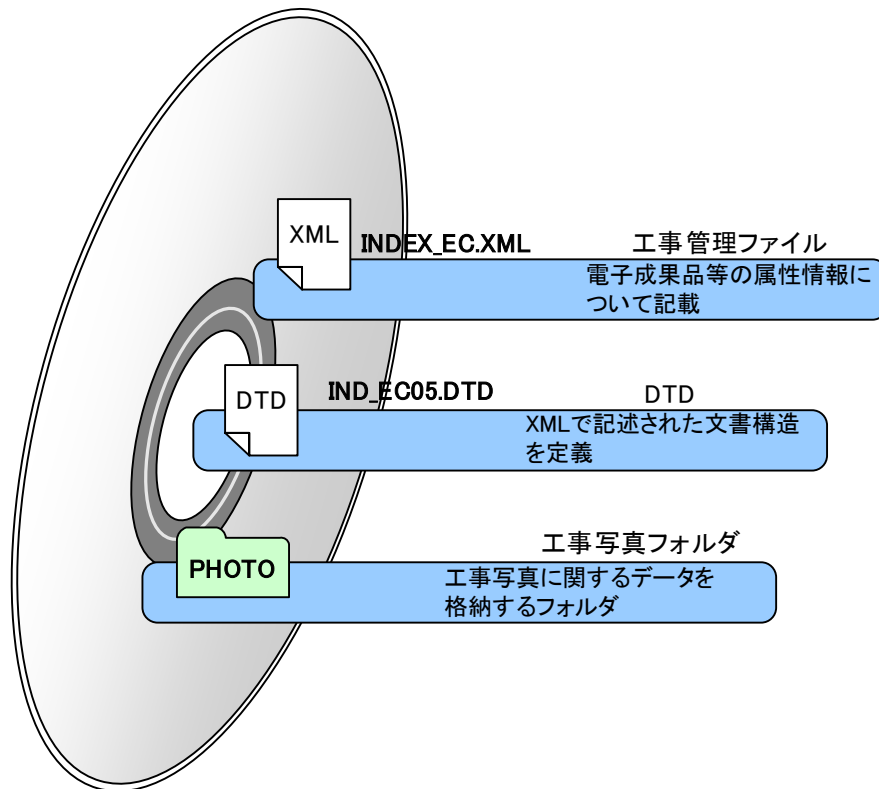 XML
INDEX_EC.XML
工事管理ファイル
電子成果品等の属性情報に
ついて記載
DTD
IND_EC05.DTD
DTD
XMLで記述された文書構造
を定義
PHOTO
工事写真フォルダ
工事写真に関するデータを
格納するフォルダ